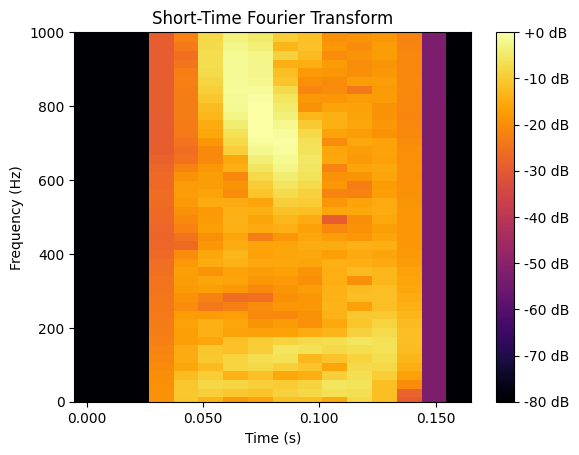 Short-Time Fourier Transform
1000
800
600
400
200
0
Frequency (Hz)
0.000
0.050
0.100
0.150
Time (s)
+0 dB
-10 dB
-20 dB
-30 dB
-40 dB
-50 dB
-60 dB
-70 dB
-80 dB